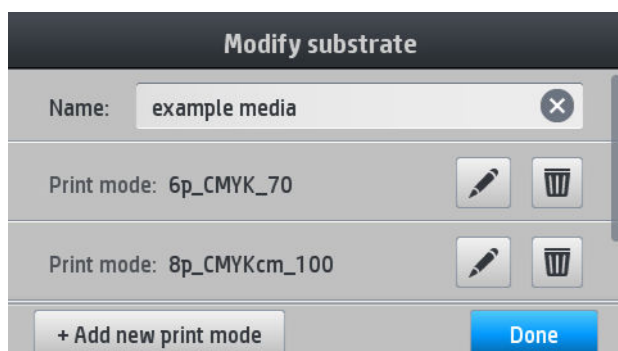 Modify substrate
Name: example media
Print mode: 6p_CMYK_70
Print mode: 8p_CMYKcm_100
+ Add new print mode Done